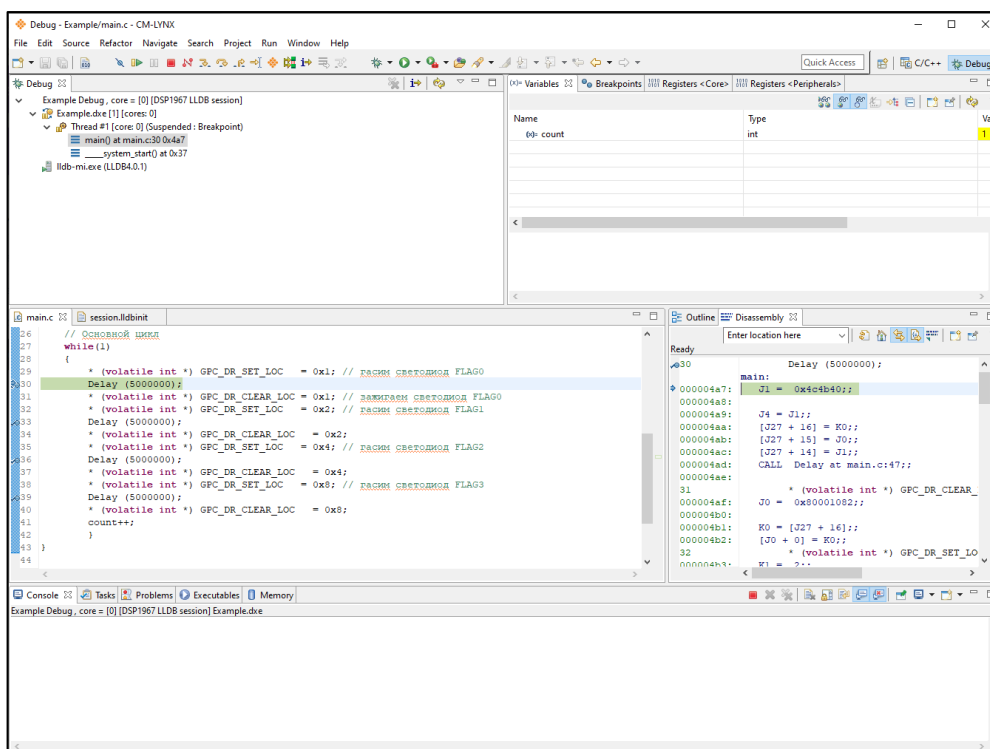 Debug - Example/main.c - CM-LYNX
File Edit Source Refactor Navigate Search Project Run Window Help
Quick Access
C/C++
Debug
Debug
Example Debug , core = [0] [DSP1967 LLDB session]
Example.dxe [1] [cores: 0]
Thread #1 [core: 0] (Suspended : Breakpoint)
main() at main.c:30 0x4a7
____system_start() at 0x37
lldb-mi.exe (LLDB4.0.1)
(x)= Variables
Breakpoints
Registers <Core>
Registers <Peripherals>
Name Type Va
(x)= count int 1
main.c session.lldbinit
26 // Основной цикл
27 while(1)
28 {
29 * (volatile int *) GPC_DR_SET_LOC = 0x1; // гасим светодиод FLAG0
30 Delay (5000000);
31 * (volatile int *) GPC_DR_CLEAR_LOC = 0x1; // зажигаем светодиод FLAG0
32 * (volatile int *) GPC_DR_SET_LOC = 0x2; // гасим светодиод FLAG1
33 Delay (5000000);
34 * (volatile int *) GPC_DR_CLEAR_LOC = 0x2;
35 * (volatile int *) GPC_DR_SET_LOC = 0x4; // гасим светодиод FLAG2
36 Delay (5000000);
37 * (volatile int *) GPC_DR_CLEAR_LOC = 0x4;
38 * (volatile int *) GPC_DR_SET_LOC = 0x8; // гасим светодиод FLAG3
39 Delay (5000000);
40 * (volatile int *) GPC_DR_CLEAR_LOC = 0x8;
41 count++;
42 }
43 }
44
Outline Disassembly
Enter location here
Ready
30 Delay (5000000);
main:
000004a7: J1 = 0x4c4b40;;
000004a8:
000004a9: J4 = J1;;
000004aa: [J27 + 16] = K0;;
000004ab: [J27 + 15] = J0;;
000004ac: [J27 + 14] = J1;;
000004ad: CALL Delay at main.c:47;;
000004ae:
31 * (volatile int *) GPC_DR_CLEAR_
000004af: J0 = 0x80001082;;
000004b0:
000004b1: K0 = [J27 + 16];;
000004b2: [J0 + 0] = K0;;
32 * (volatile int *) GPC_DR_SET_LO
000004b3: K1 = 2;;
Console Tasks Problems Executables Memory
Example Debug , core = [0] [DSP1967 LLDB session] Example.dxe